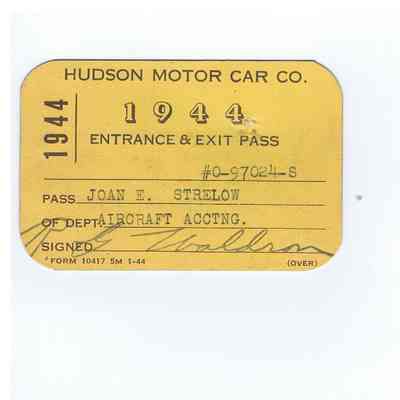 HUDSON MOTOR CAR CO.
1944
1944
ENTRANCE & EXIT PASS
#0-97024-S
PASS JOAN E. STRELOW
OF DEPT. AIRCRAFT ACCTNG.
SIGNED R G Waldron
FORM 10417 5M 1-44 (OVER)